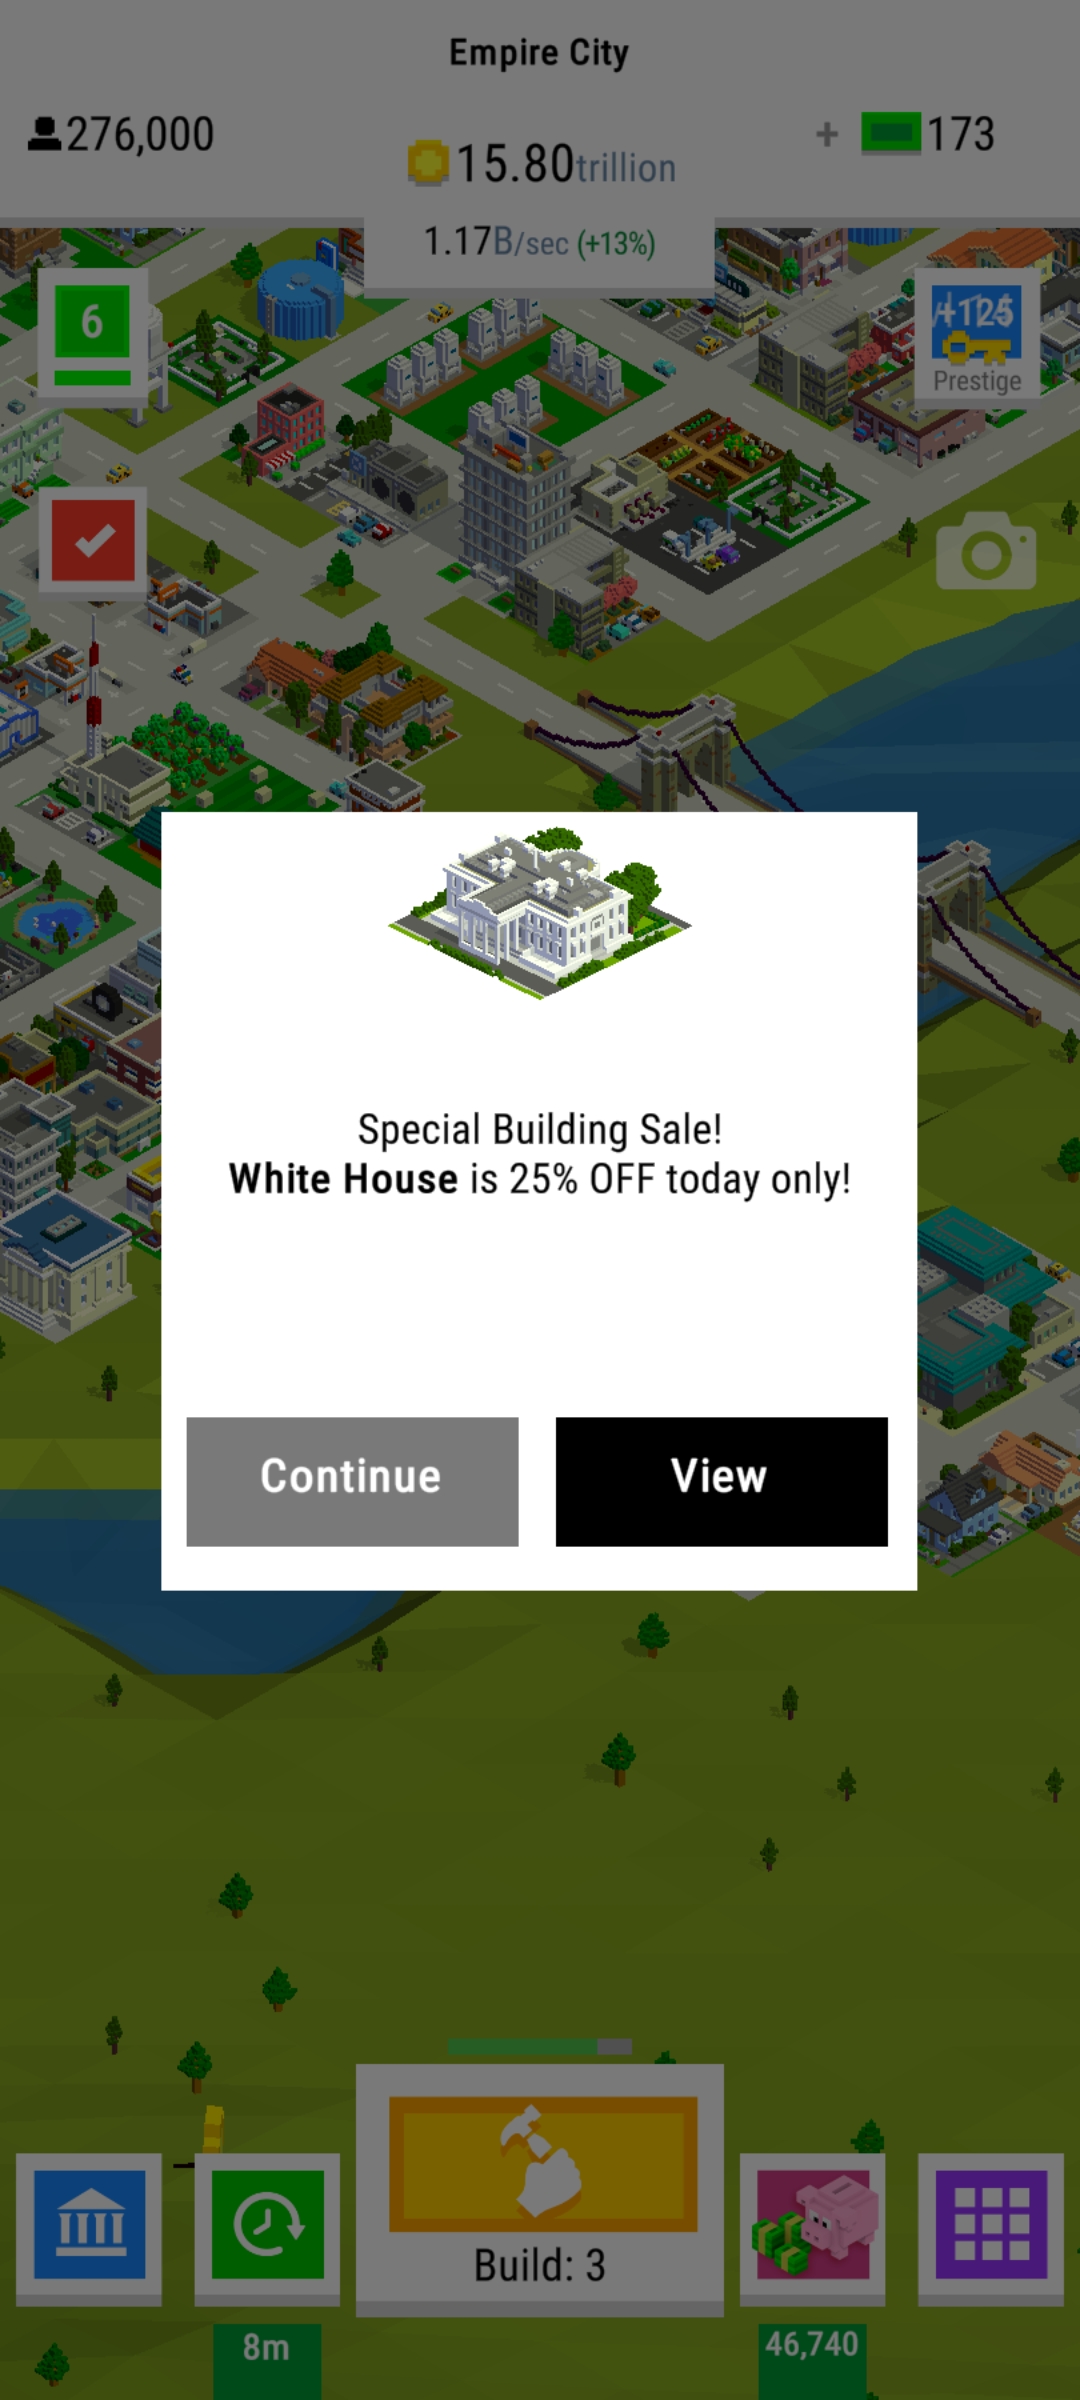 Empire City
276,000
15.80trillion
+ 173
1.17B/sec (+13%)
6
Prestige
Special Building Sale!
White House is 25% OFF today only!
Continue
View
Build: 3
8m
46,740